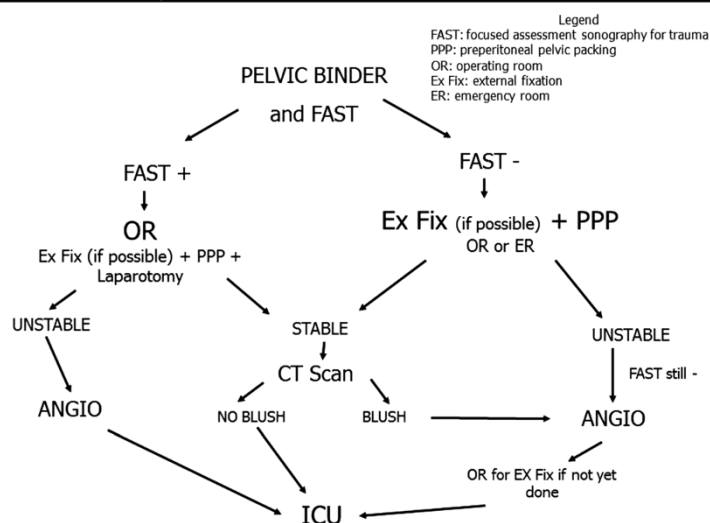 Legend
FAST: focused assessment sonography for trauma
PPP: preperitoneal pelvic packing
OR: operating room
Ex Fix: external fixation
ER: emergency room
PELVIC BINDER
and FAST
FAST +
FAST -
OR
Ex Fix (if possible) + PPP +
Laparotomy
Ex Fix (if possible) + PPP
OR or ER
UNSTABLE
STABLE
UNSTABLE
CT Scan
FAST still -
ANGIO
NO BLUSH
BLUSH
ANGIO
OR for EX Fix if not yet
done
ICU